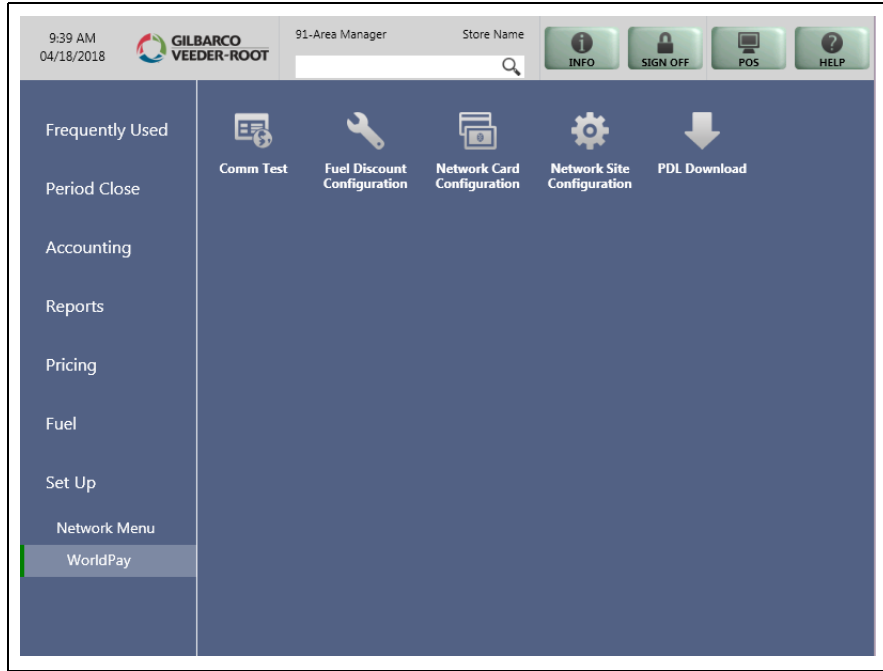 9:39 AM
04/18/2018
GILBARCO
VEEDER-ROOT
91-Area Manager
Store Name
INFO
SIGN OFF
POS
HELP
Frequently Used
Period Close
Accounting
Reports
Pricing
Fuel
Set Up
Network Menu
WorldPay
Comm Test
Fuel Discount
Configuration
Network Card
Configuration
Network Site
Configuration
PDL Download